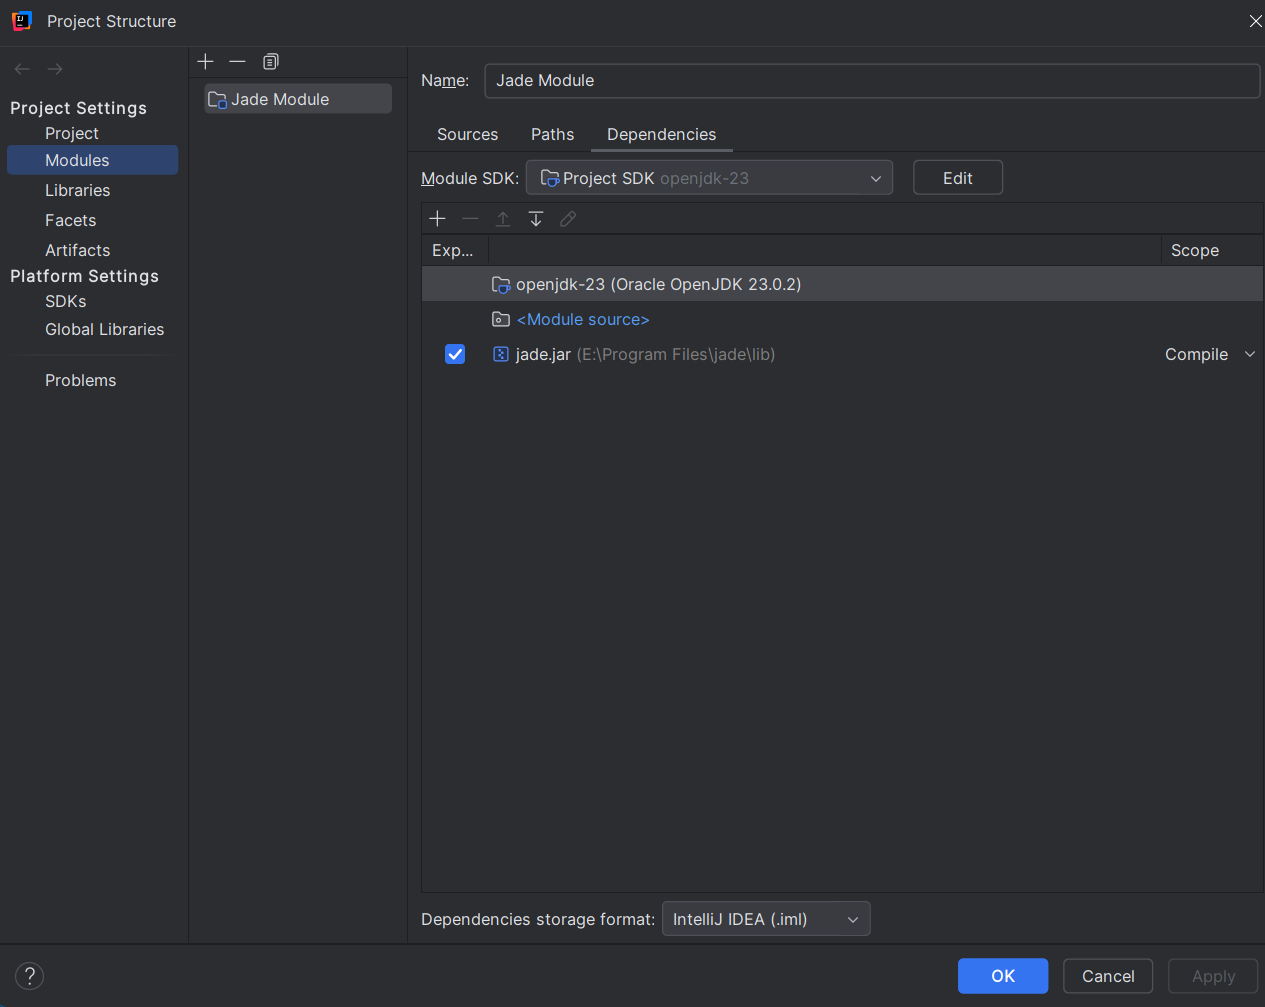 Project Structure
Project Settings
Project
Modules
Libraries
Facets
Artifacts
Platform Settings
SDKs
Global Libraries
Problems
Jade Module
Name: Jade Module
Sources Paths Dependencies
Module SDK: Project SDK openjdk-23 Edit
Exp... Scope
openjdk-23 (Oracle OpenJDK 23.0.2)
<Module source>
jade.jar (E:\Program Files\jade\lib) Compile
Dependencies storage format: IntelliJ IDEA (.iml)
? OK Cancel Apply